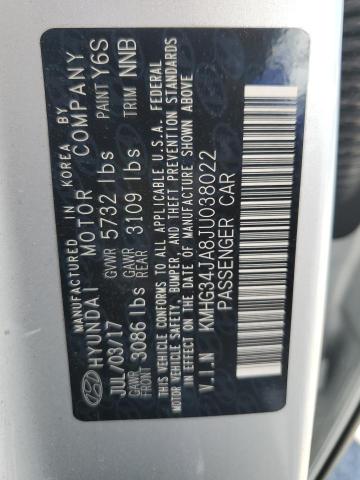 MANUFACTURED IN KOREA BY
HYUNDAI MOTOR COMPANY
JUL/03/17 GVWR 5732 lbs PAINT Y6S
GAWR FRONT 3086 lbs GAWR REAR 3109 lbs TRIM NNB
THIS VEHICLE CONFORMS TO ALL APPLICABLE U.S.A. FEDERAL
MOTOR VEHICLE SAFETY, BUMPER, AND THEFT PREVENTION
STANDARDS IN EFFECT ON THE DATE OF MANUFACTURE SHOWN ABOVE
V.I.N KMHG34JA8JU038022
PASSENGER CAR